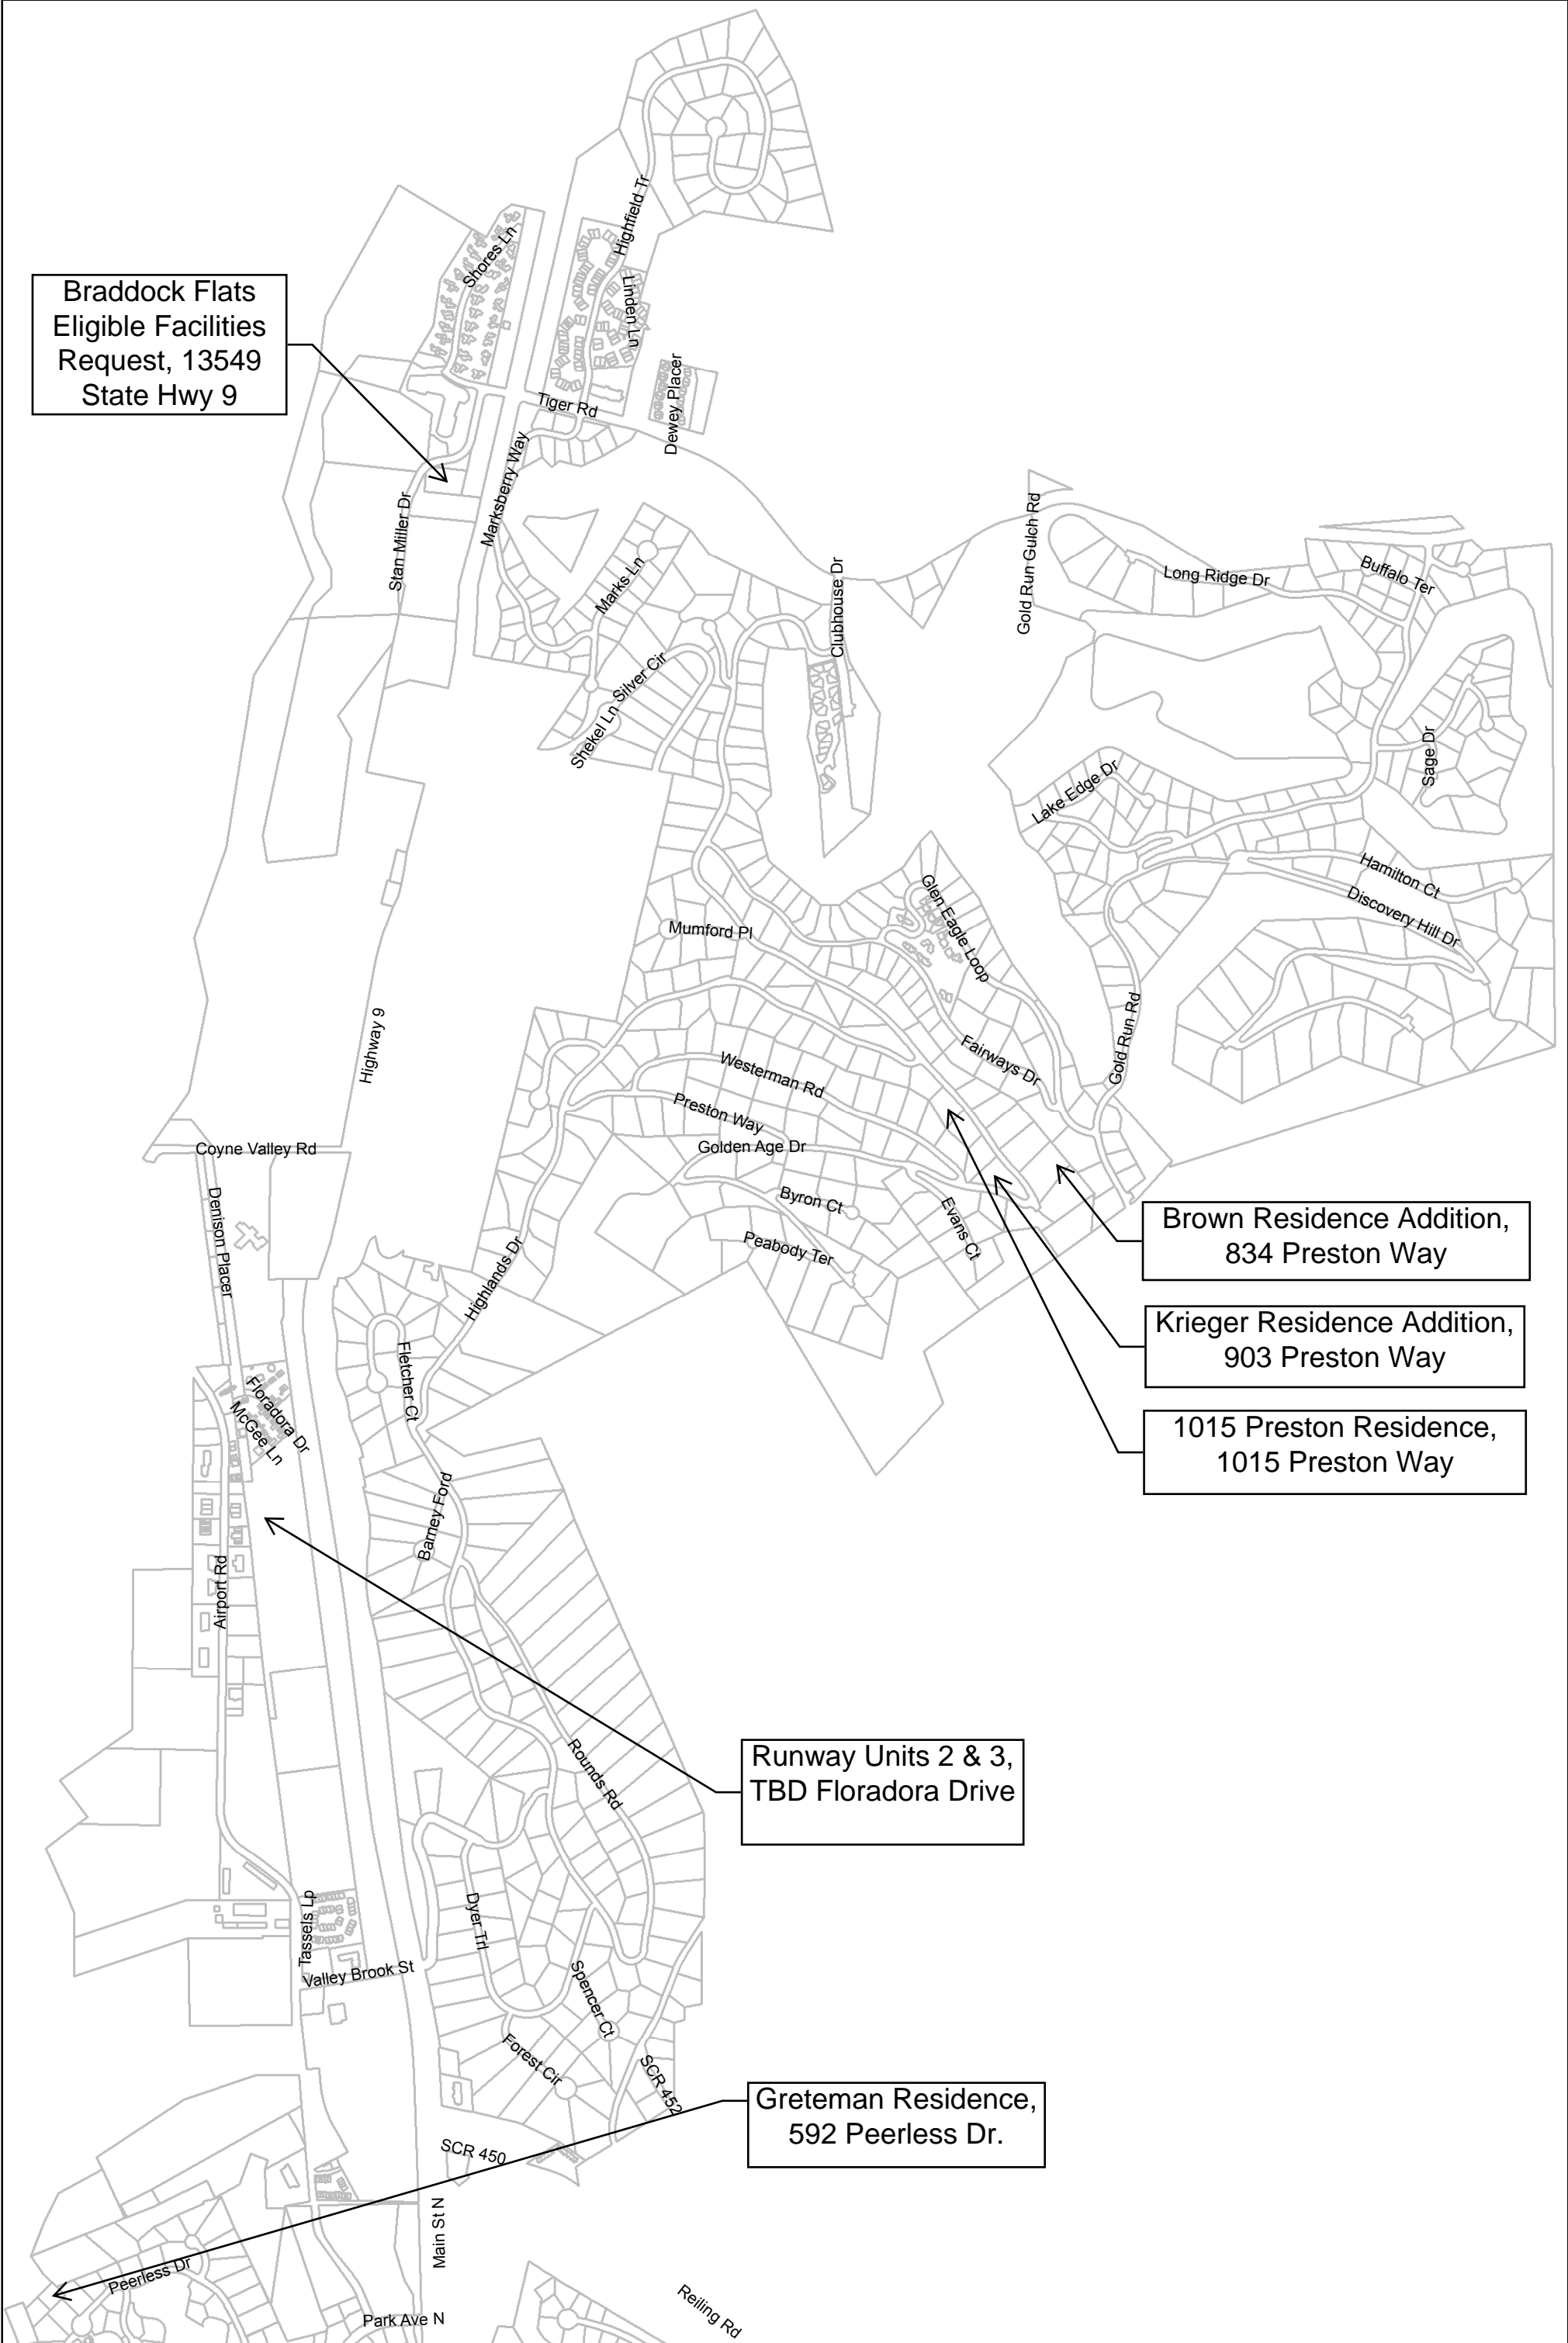 Highfield Tr
Shores Ln
Linden Ln
Braddock Flats
Eligible Facilities
Request, 13549
State Hwy 9
Dewey Placer
Tiger Rd
Marksberry Way
Stan Miller Dr
Gold Run Gulch Rd
Marks Ln
Clubhouse Dr
Long Ridge Dr
Buffalo Ter
Silver Cir
Shekel Ln
Sage Dr
Lake Edge Dr
Hamilton Ct
Discovery Hill Dr
Glen Eagle Loop
Mumford Pl
Highway 9
Gold Run Rd
Fairways Dr
Westerman Rd
Preston Way
Golden Age Dr
Coyne Valley Rd
Byron Ct
Evans Ct
Peabody Ter
Denison Placer
Highlands Dr
Brown Residence Addition,
834 Preston Way
Krieger Residence Addition,
903 Preston Way
1015 Preston Residence,
1015 Preston Way
Fletcher Ct
Floradora Dr
McGee Ln
Barney Ford
Airport Rd
Rounds Rd
Runway Units 2 & 3,
TBD Floradora Drive
Dyer Trl
Tassels Lp
Valley Brook St
Spencer Ct
Forest Cir
SCR 452
Greteman Residence,
592 Peerless Dr.
SCR 450
Main St N
Peerless Dr
Park Ave N
Reiling Rd